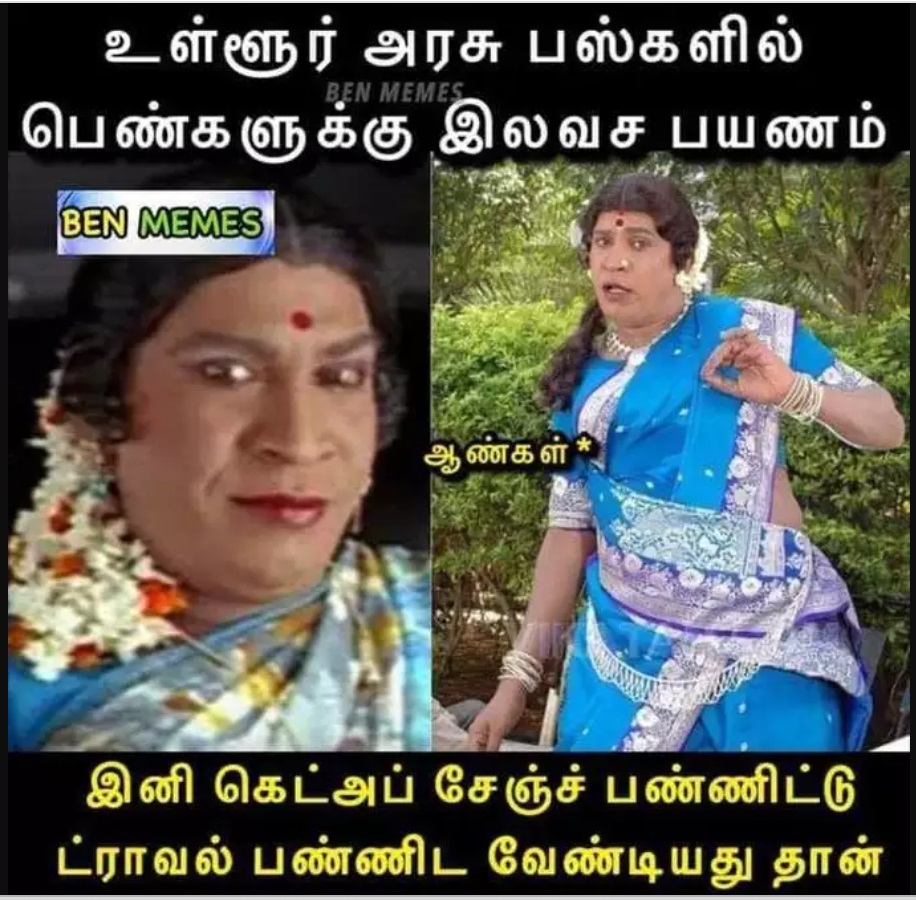 உள்ளூர் அரசு பஸ்களில்
BEN MEMES
பெண்களுக்கு இலவச பயணம்
BEN MEMES
ஆண்கள்*
இனி கெட்அப் சேஞ்ச் பண்ணிட்டு
ட்ராவல் பண்ணிட வேண்டியது தான்